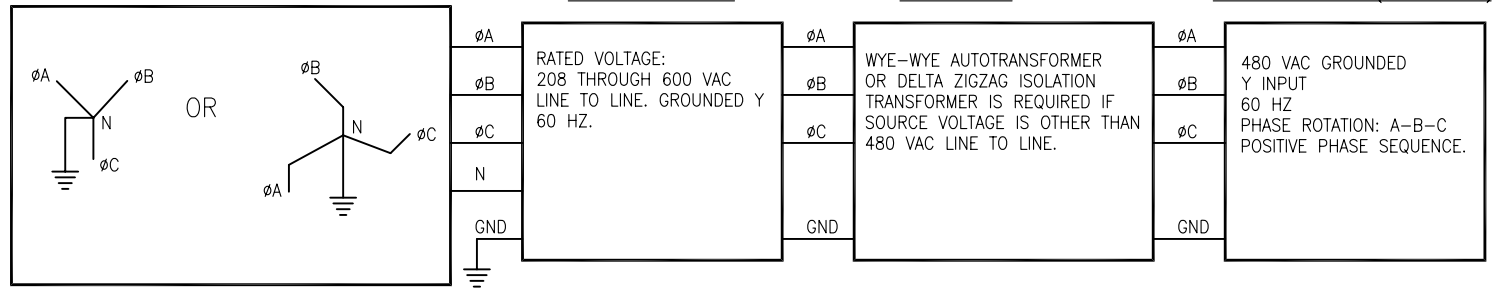 øA
øB
N
øC
OR
øB
N
øC
øA
øA
øB
øC
N
GND
RATED VOLTAGE:
208 THROUGH 600 VAC
LINE TO LINE. GROUNDED Y
60 HZ.
øA
øB
øC
GND
WYE-WYE AUTOTRANSFORMER
OR DELTA ZIGZAG ISOLATION
TRANSFORMER IS REQUIRED IF
SOURCE VOLTAGE IS OTHER THAN
480 VAC LINE TO LINE.
øA
øB
øC
GND
480 VAC GROUNDED
Y INPUT
60 HZ
PHASE ROTATION: A-B-C
POSITIVE PHASE SEQUENCE.